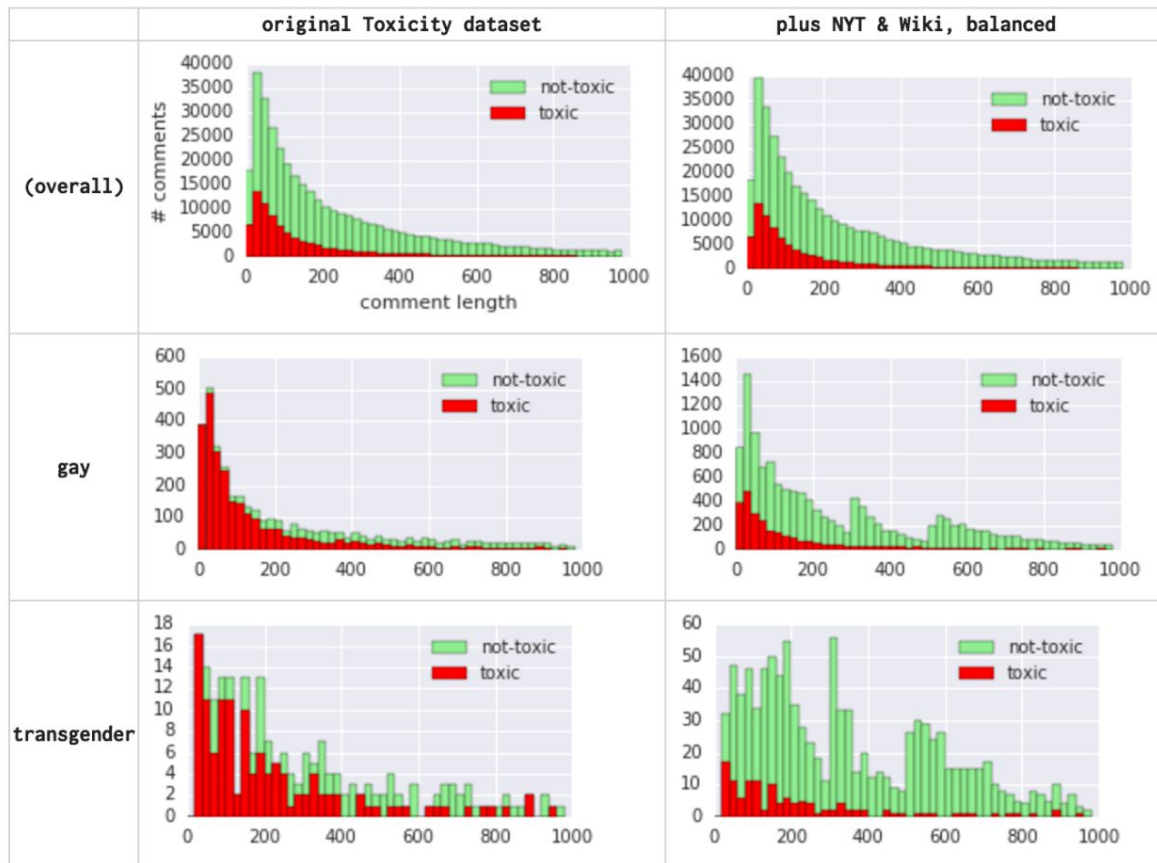 original Toxicity dataset
plus NYT & Wiki, balanced
(overall)
# comments
40000
35000
30000
25000
20000
15000
10000
5000
0
not-toxic
toxic
0 200 400 600 800 1000
comment length
40000
35000
30000
25000
20000
15000
10000
5000
0
not-toxic
toxic
0 200 400 600 800 1000
gay
600
500
400
300
200
100
0
not-toxic
toxic
0 200 400 600 800 1000
1600
1400
1200
1000
800
600
400
200
0
not-toxic
toxic
0 200 400 600 800 1000
transgender
18
16
14
12
10
8
6
4
2
0
not-toxic
toxic
0 200 400 600 800 1000
60
50
40
30
20
10
0
not-toxic
toxic
0 200 400 600 800 1000